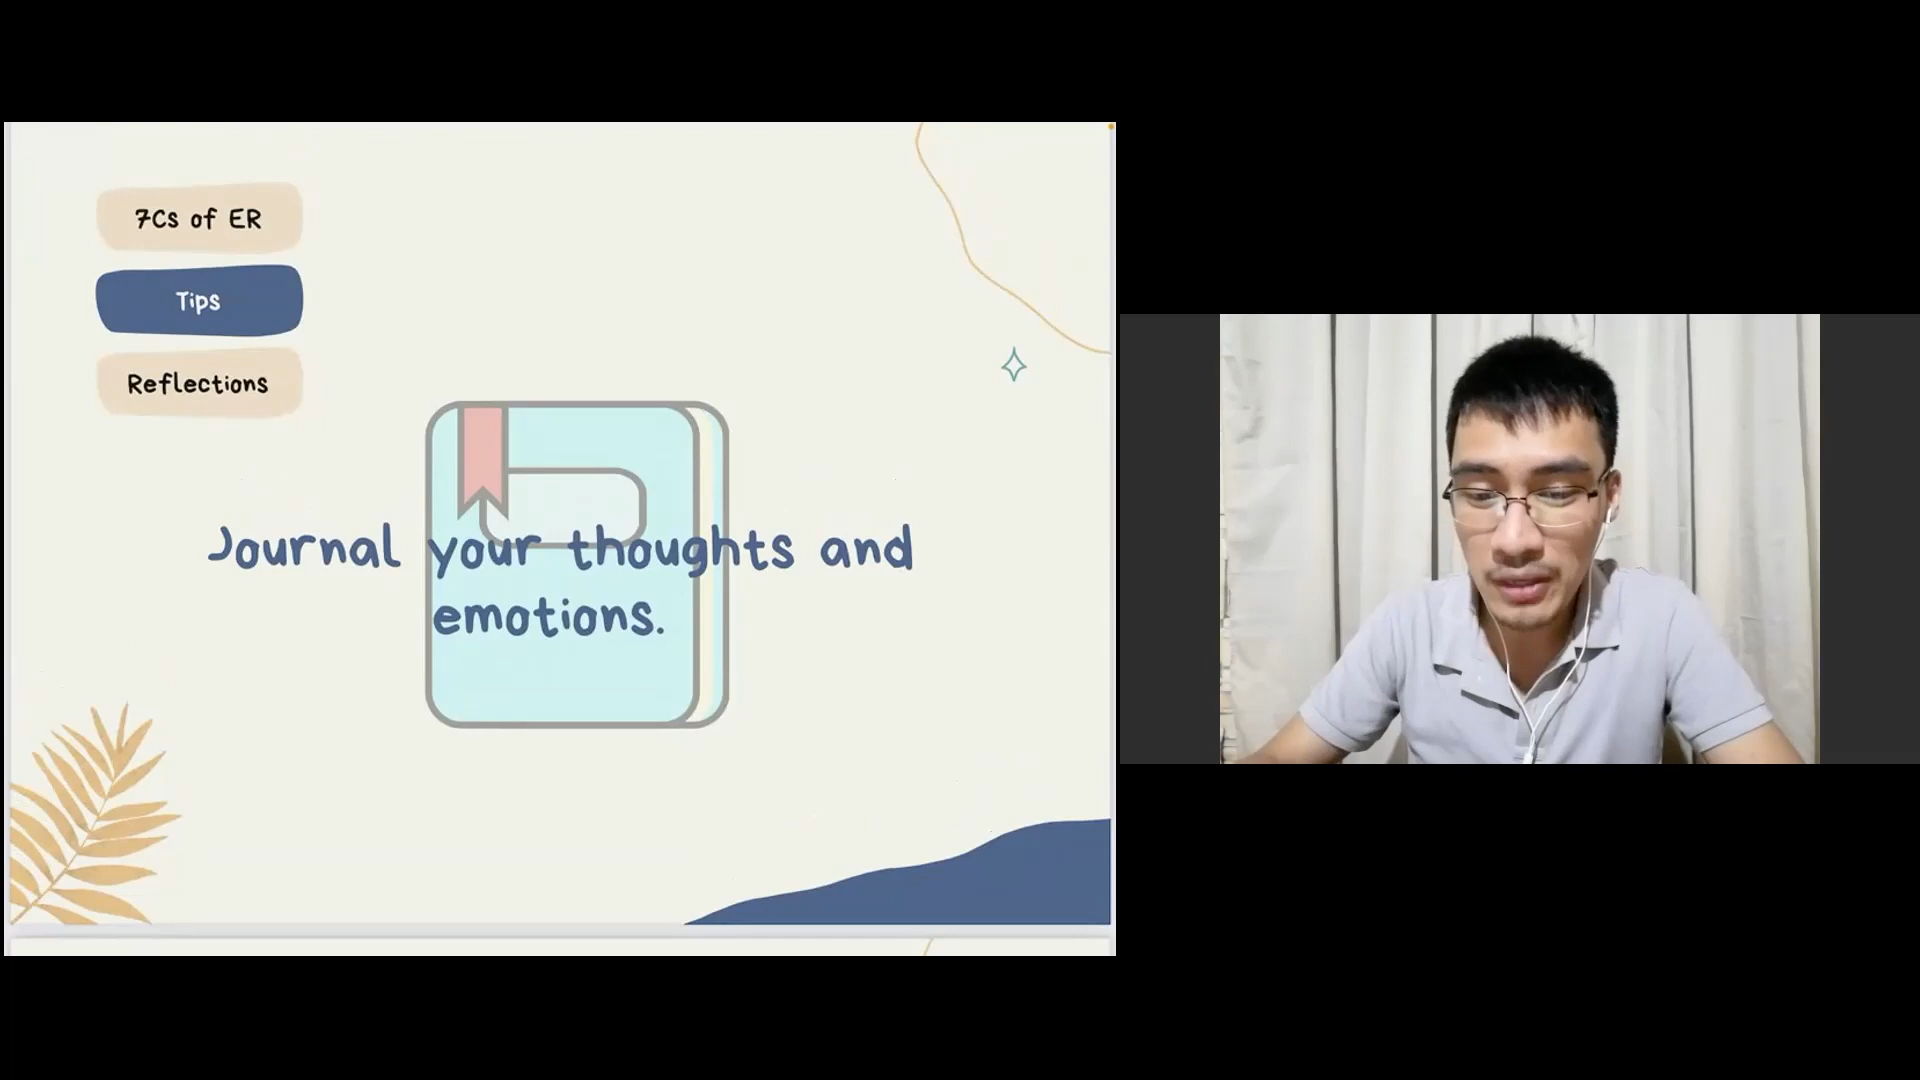 7Cs of ER
Tips
Reflections
Journal your thoughts and
emotions.